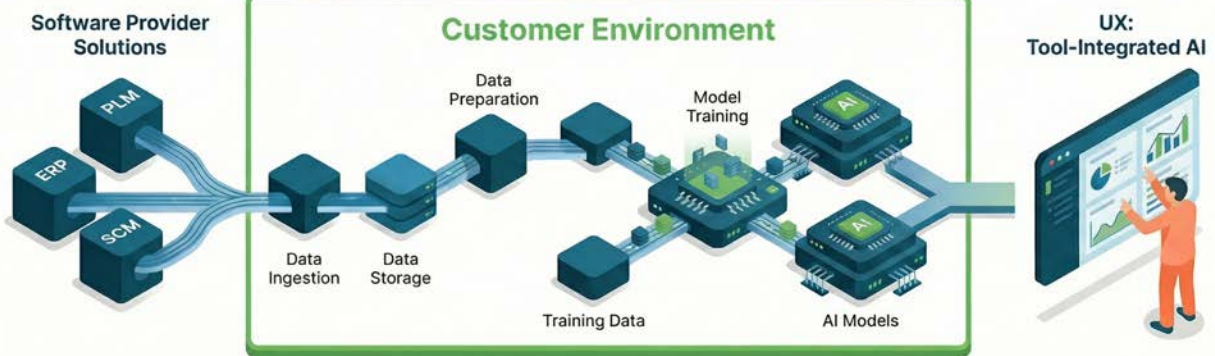 Software Provider
Solutions
PLM
ERP
SCM
Customer Environment
Data
Ingestion
Data
Storage
Data
Preparation
Training Data
Model
Training
AI
AI
AI Models
UX:
Tool-Integrated AI